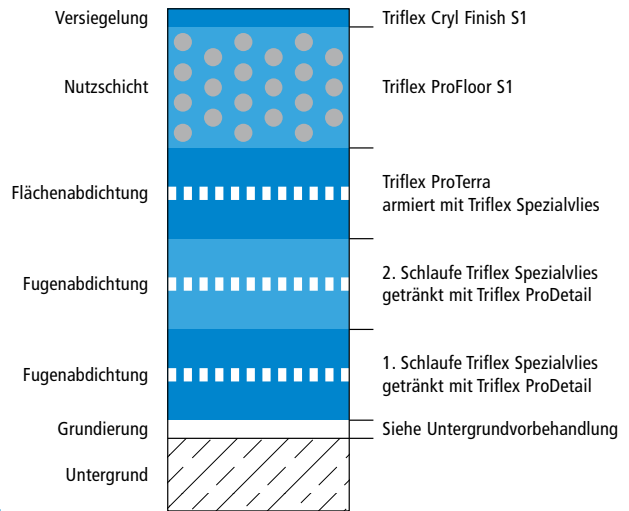 Versiegelung
Triflex Cryl Finish S1
Nutzschicht
Triflex ProFloor S1
Flächenabdichtung
Triflex ProTerra
armiert mit Triflex Spezialvlies
Fugenabdichtung
2. Schlaufe Triflex Spezialvlies
getränkt mit Triflex ProDetail
Fugenabdichtung
1. Schlaufe Triflex Spezialvlies
getränkt mit Triflex ProDetail
Grundierung
Siehe Untergrundvorbehandlung
Untergrund